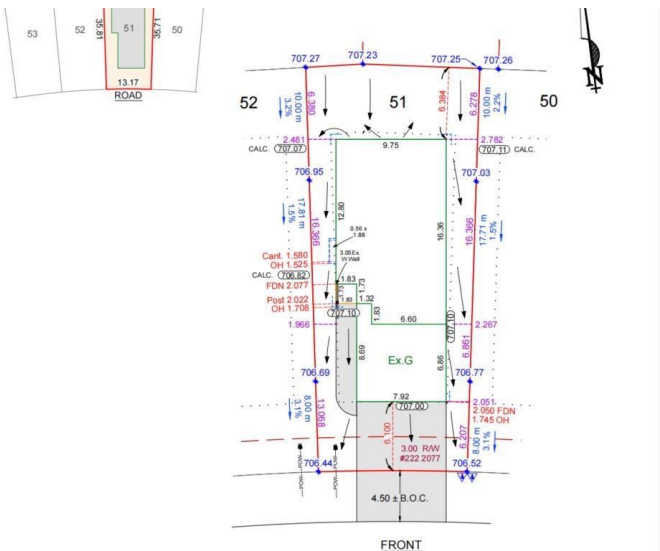 53
52
51
50
35.81
35.71
13.17
ROAD
N
707.27
707.23
707.25
707.26
52
51
50
10.00 m
3.2%
6.380
6.384
6.278
10.00 m
2.2%
2.481
9.75
2.782
CALC. 707.07
707.11 CALC.
706.95
707.03
17.81 m
1.5%
16.366
12.80
16.36
16.366
17.71 m
1.5%
0.56 x
1.88
3.05Ex.
W.Wall
Cant. 1.580
OH 1.525
CALC. 706.82
FDN 2.077
1.83
1.73
1.73
Post 2.022
OH 1.708
1.83
1.32
707.10
1.83
1.966
6.60
707.10
2.267
8.69
Ex.G
6.86
6.861
706.69
706.77
7.92
707.00
2.051
2.050 FDN
1.745 OH
8.00 m
3.1%
13.068
6.100
3.00 R/W
#222 2077
6.207
8.00 m
3.1%
706.44
706.52
POW
POW
4.50 ± B.O.C.
FRONT